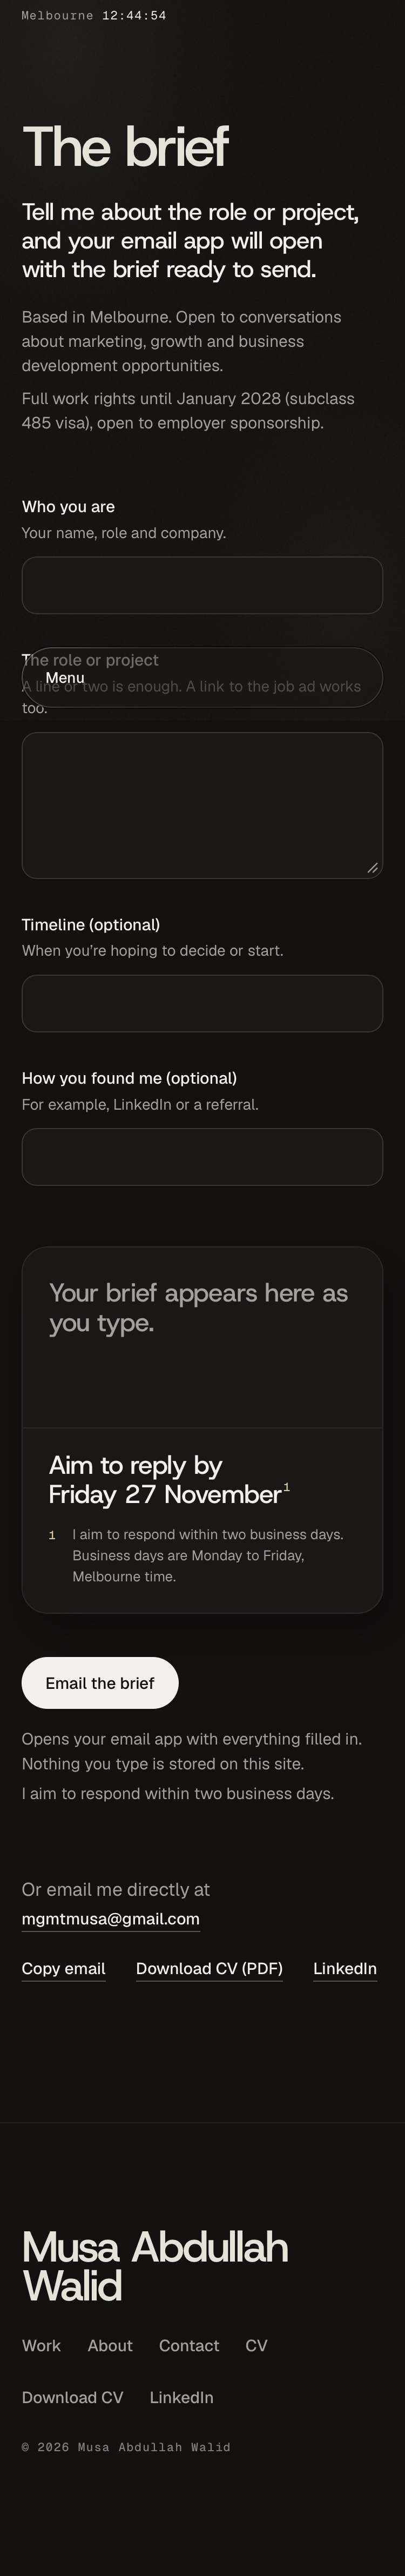 Melbourne 12:44:54
The brief
Tell me about the role or project,
and your email app will open
with the brief ready to send.
Based in Melbourne. Open to conversations
about marketing, growth and business
development opportunities.
Full work rights until January 2028 (subclass
485 visa), open to employer sponsorship.
Who you are
Your name, role and company.
The role or project
Menu
A line or two is enough. A link to the job ad works
too.
Timeline (optional)
When you’re hoping to decide or start.
How you found me (optional)
For example, LinkedIn or a referral.
Your brief appears here as
you type.
Aim to reply by
Friday 27 November1
1 I aim to respond within two business days.
Business days are Monday to Friday,
Melbourne time.
Email the brief
Opens your email app with everything filled in.
Nothing you type is stored on this site.
I aim to respond within two business days.
Or email me directly at
mgmtmusa@gmail.com
Copy email Download CV (PDF) LinkedIn
Musa Abdullah
Walid
Work About Contact CV
Download CV LinkedIn
© 2026 Musa Abdullah Walid